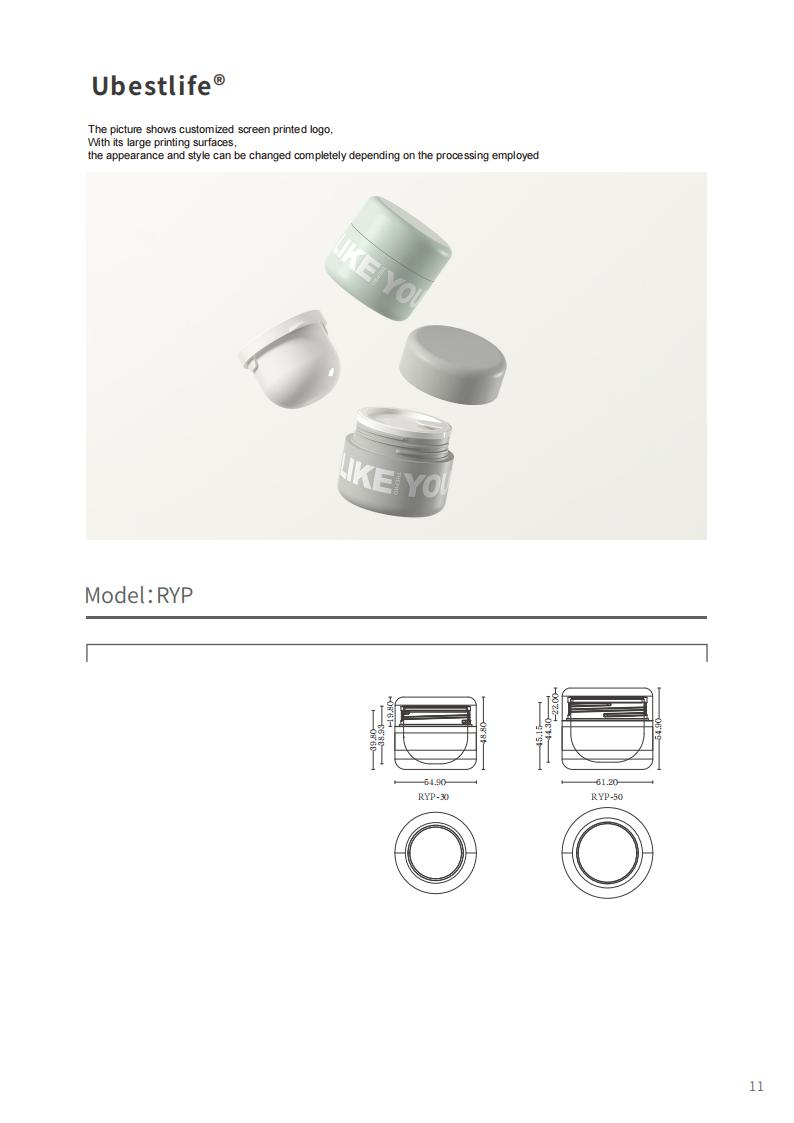 Ubestlife®
The picture shows customized screen printed logo,
With its large printing surfaces,
the appearance and style can be changed completely depending on the processing employed
LIKE YOU
LIKE YOU
Model:RYP
19.80
39.80
38.93
48.80
54.90
RYP-30
22.00
45.15
44.30
54.90
61.20
RYP-50
11